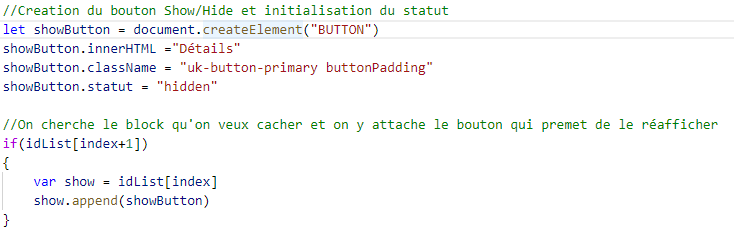 //Creation du bouton Show/Hide et initialisation du statut
let showButton = document.createElement("BUTTON")
showButton.innerHTML ="Détails"
showButton.className = "uk-button-primary buttonPadding"
showButton.statut = "hidden"

//On cherche le block qu'on veux cacher et on y attache le bouton qui premet de le réafficher
if(idList[index+1])
{
    var show = idList[index]
    show.append(showButton)
}